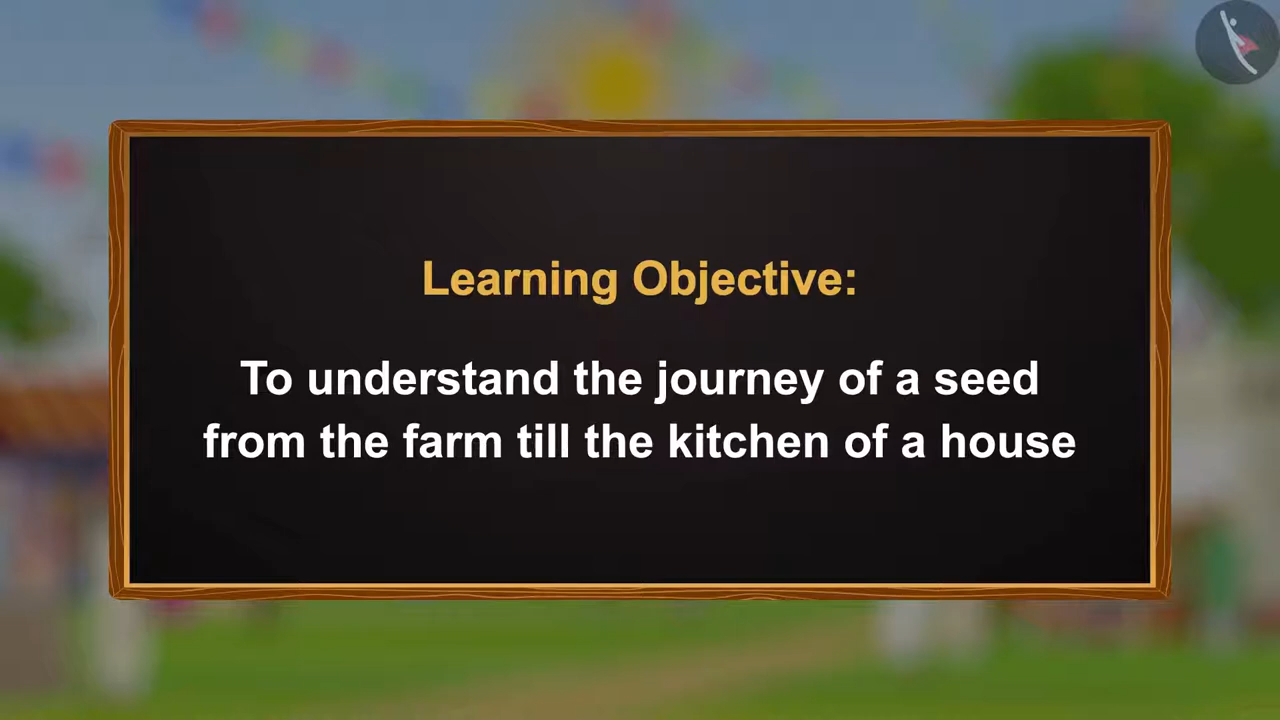 Learning Objective:
To understand the journey of a seed
from the farm till the kitchen of a house